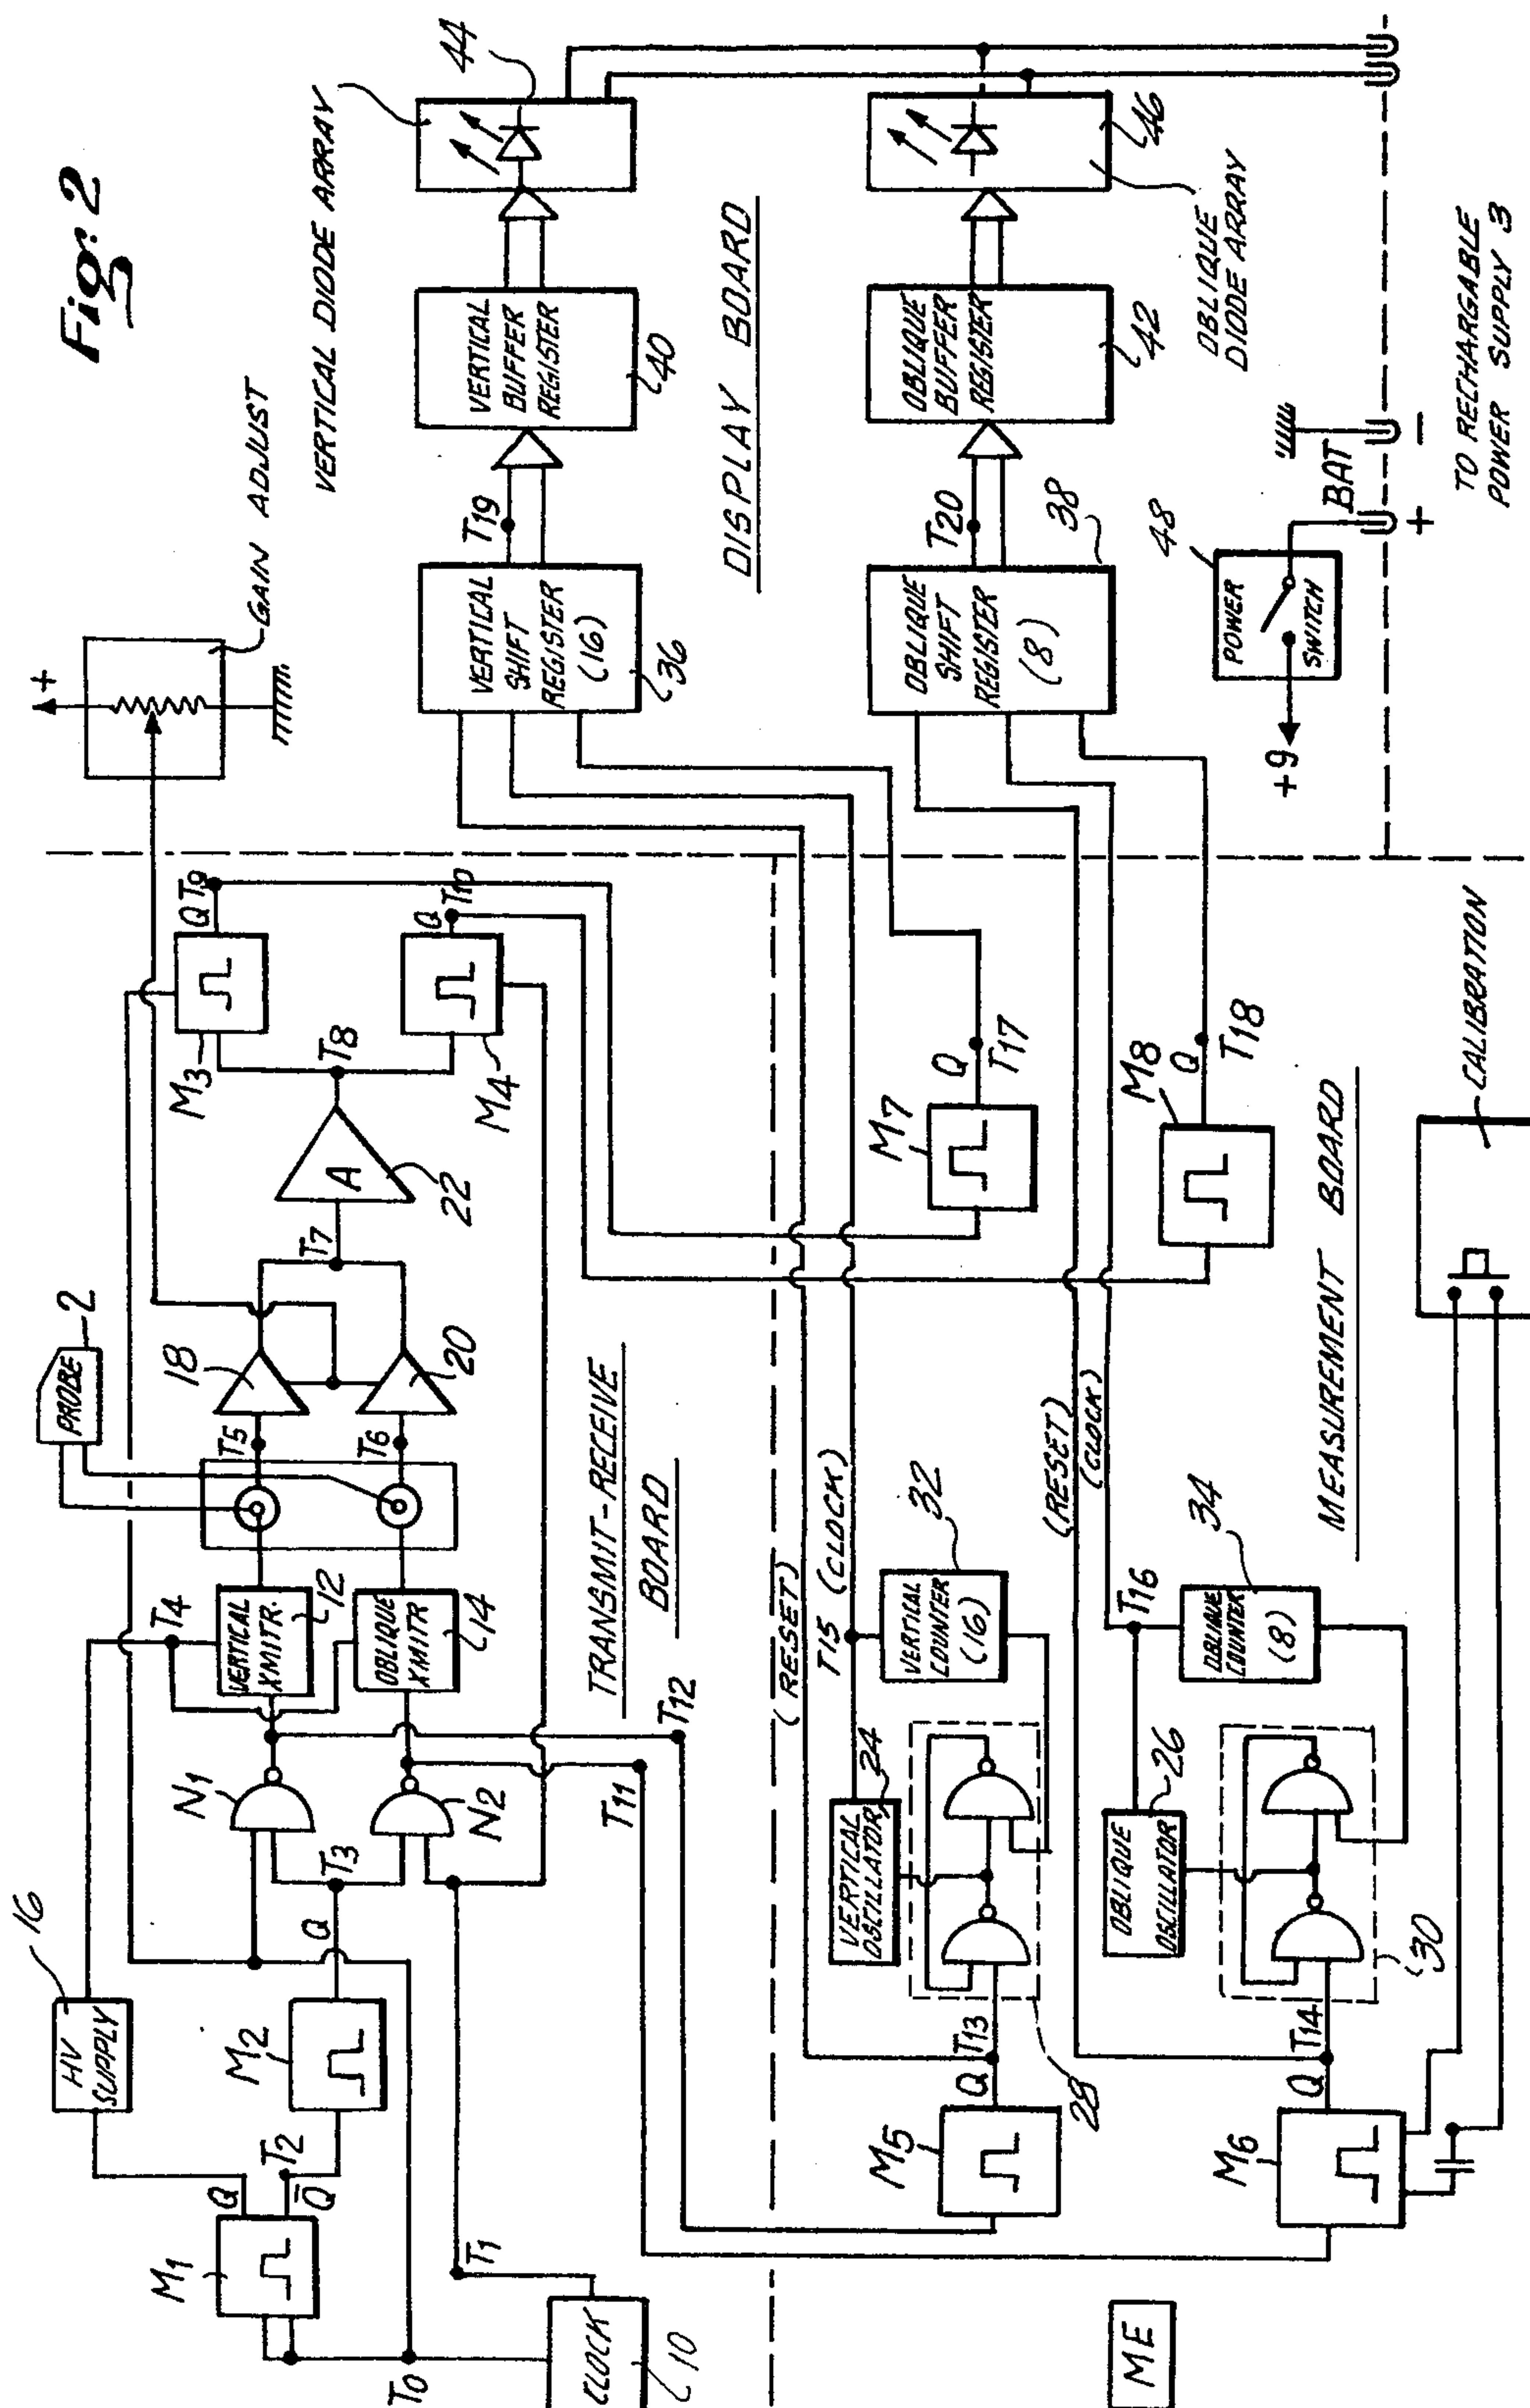 Fig. 2
HV
SUPPLY
16
M1
Q
Q̅
T2
M2
Q
T3
T0
CLOCK
10
T1
N1
N2
T4
VERTICAL
XMITR.
12
OBLIQUE
XMITR
14
T11
T12
PROBE
2
T5
T6
18
20
T7
A
22
T8
M3
M4
Q T9
Q T10
TRANSMIT-RECEIVE
BOARD
+
GAIN ADJUST
VERTICAL
SHIFT
REGISTER
(16)
36
T19
VERTICAL
BUFFER
REGISTER
40
VERTICAL DIODE ARRAY
44
DISPLAY BOARD
OBLIQUE
SHIFT
REGISTER
(8)
38
T20
OBLIQUE
BUFFER
REGISTER
42
46
OBLIQUE
DIODE ARRAY
48
POWER
SWITCH
+9
BAT
+
-
TO RECHARGABLE
POWER SUPPLY 3
M5
Q
T13
28
VERTICAL
OSCILLATOR
24
VERTICAL
COUNTER
(16)
32
(RESET)
T15 (CLOCK)
M7
Q
T17
M6
Q
T14
30
OBLIQUE
OSCILLATOR
26
T16
OBLIQUE
COUNTER
(8)
34
(RESET)
(CLOCK)
M8
Q
T18
MEASUREMENT BOARD
CALIBRATION
ME